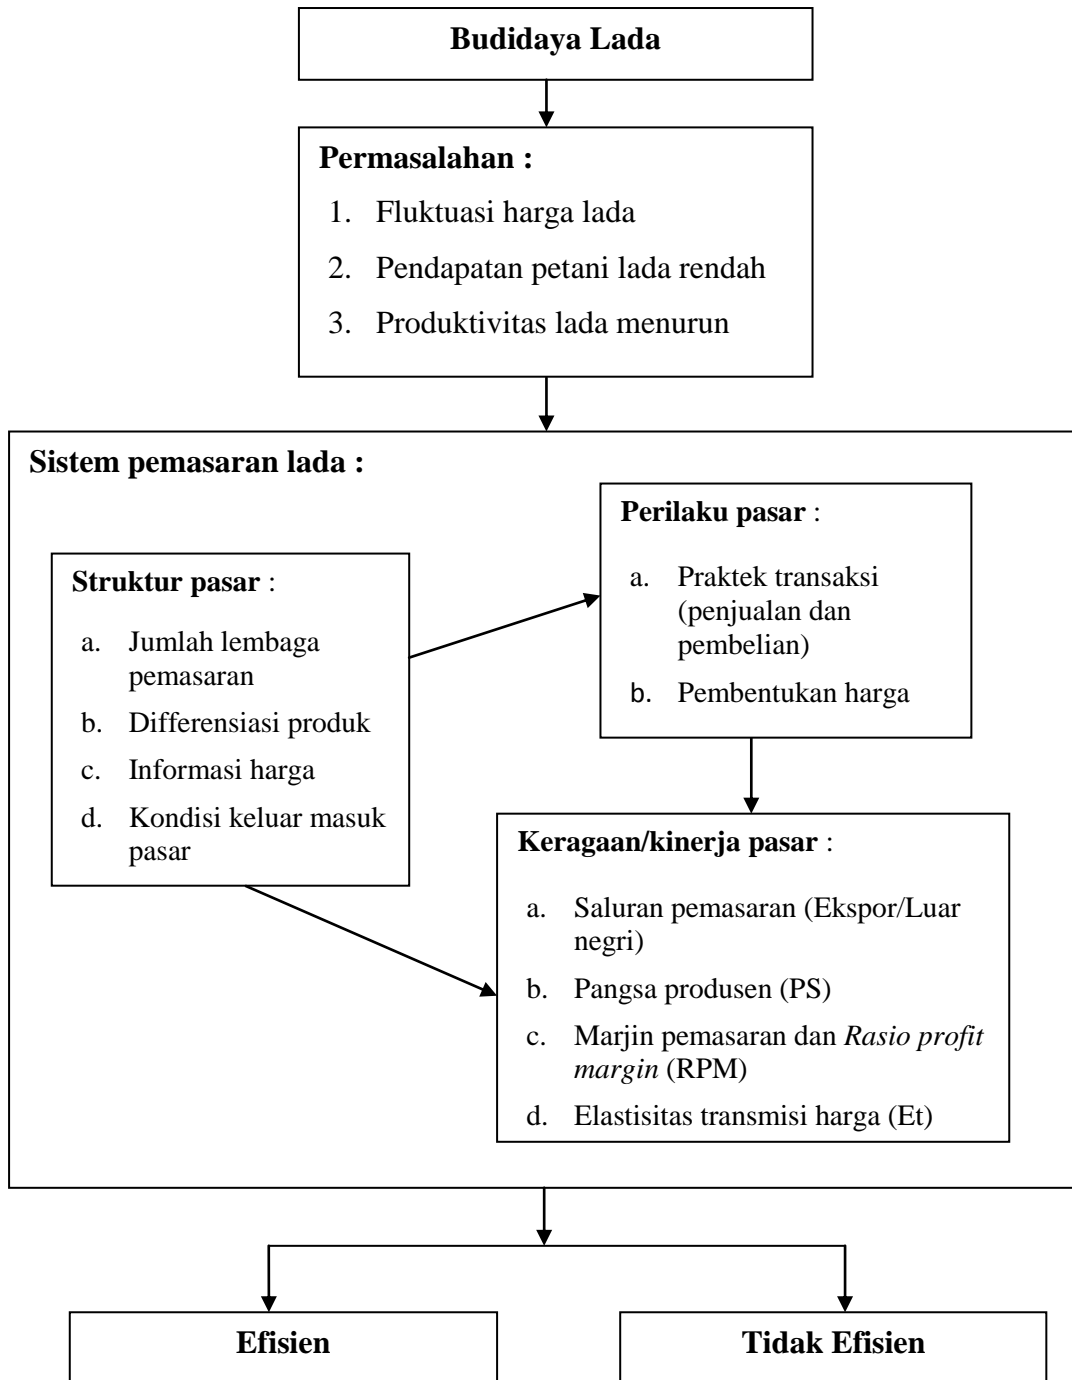 Budidaya Lada
Permasalahan :
1. Fluktuasi harga lada
2. Pendapatan petani lada rendah
3. Produktivitas lada menurun
Sistem pemasaran lada :
Struktur pasar :
a. Jumlah lembaga
pemasaran
b. Differensiasi produk
c. Informasi harga
d. Kondisi keluar masuk
pasar
Perilaku pasar :
a. Praktek transaksi
(penjualan dan
pembelian)
b. Pembentukan harga
Keragaan/kinerja pasar :
a. Saluran pemasaran (Ekspor/Luar
negri)
b. Pangsa produsen (PS)
c. Marjin pemasaran dan Rasio profit
margin (RPM)
d. Elastisitas transmisi harga (Et)
Efisien
Tidak Efisien